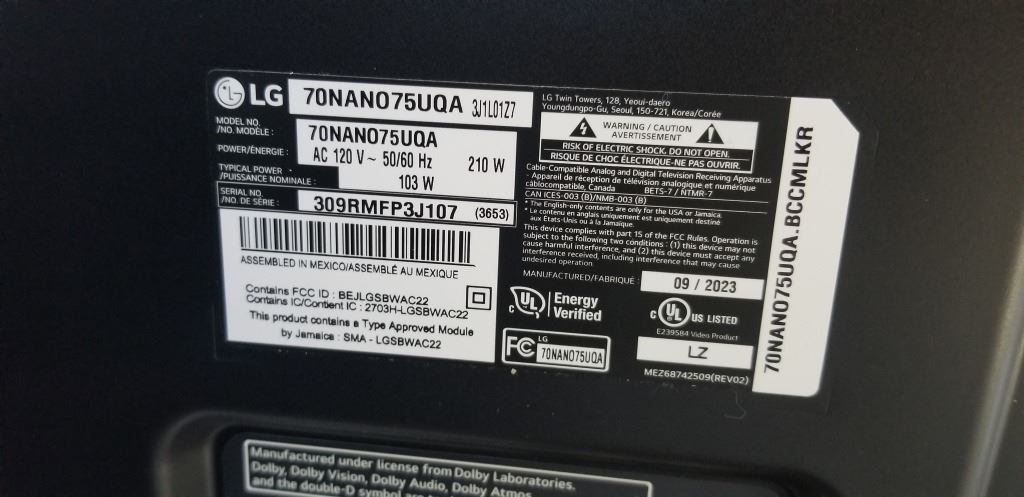 LG 70NANO75UQA 3J1L01Z7
MODEL NO.
/NO. MODÈLE : 70NANO75UQA
POWER/ÉNERGIE : AC 120 V ~ 50/60 Hz 210 W
TYPICAL POWER
/PUISSANCE NOMINALE : 103 W
SERIAL NO.
/NO. DE SÉRIE : 309RMFP3J107 (3653)
ASSEMBLED IN MEXICO/ASSEMBLÉ AU MEXIQUE
Contains FCC ID : BEJLGSBWAC22
Contains IC/Contient IC : 2703H-LGSBWAC22
This product contains a Type Approved Module
by Jamaica : SMA - LGSBWAC22
LG Twin Towers, 128, Yeoui-daero
Youngdungpo-Gu, Seoul, 150-721, Korea/Corée
WARNING / CAUTION
AVERTISSEMENT
RISK OF ELECTRIC SHOCK. DO NOT OPEN.
RISQUE DE CHOC ÉLECTRIQUE-NE PAS OUVRIR.
Cable-Compatible Analog and Digital Television Receiving Apparatus
- Appareil de réception de télévision analogique et numérique
câblocompatible, Canada BETS-7 / NTMR-7
CAN ICES-003 (B)/NMB-003 (B)
* The English-only contents are only for the USA or Jamaica.
* Le contenu en anglais uniquement est uniquement destiné
aux États-Unis ou à la Jamaïque.
This device complies with part 15 of the FCC Rules. Operation is
subject to the following two conditions : (1) this device may not
cause harmful interference, and (2) this device must accept any
interference received, including interference that may cause
undesired operation.
MANUFACTURED/FABRIQUÉ : 09 / 2023
c UL Energy
Verified
c UL US LISTED
E239584 Video Product
FC LG
70NANO75UQA
LZ
MEZ68742509(REV02)
70NANO75UQA.BCCMLKR
Manufactured under license from Dolby Laboratories.
Dolby, Dolby Vision, Dolby Audio, Dolby Atmos,
and the double-D symbol are